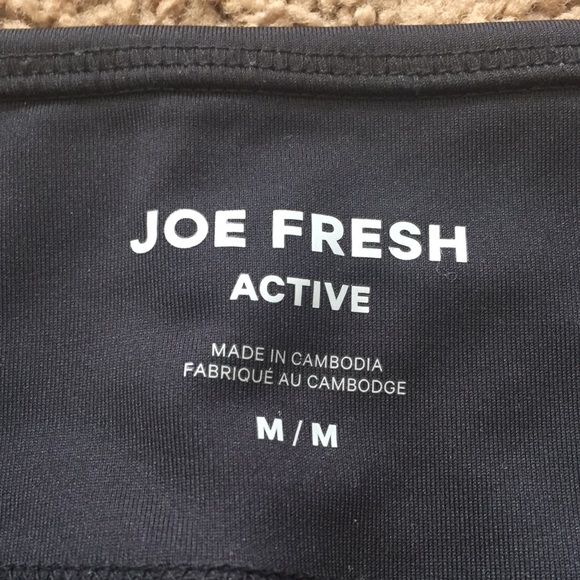 JOE FRESH
ACTIVE
MADE IN CAMBODIA
FABRIQUÉ AU CAMBODGE
M / M